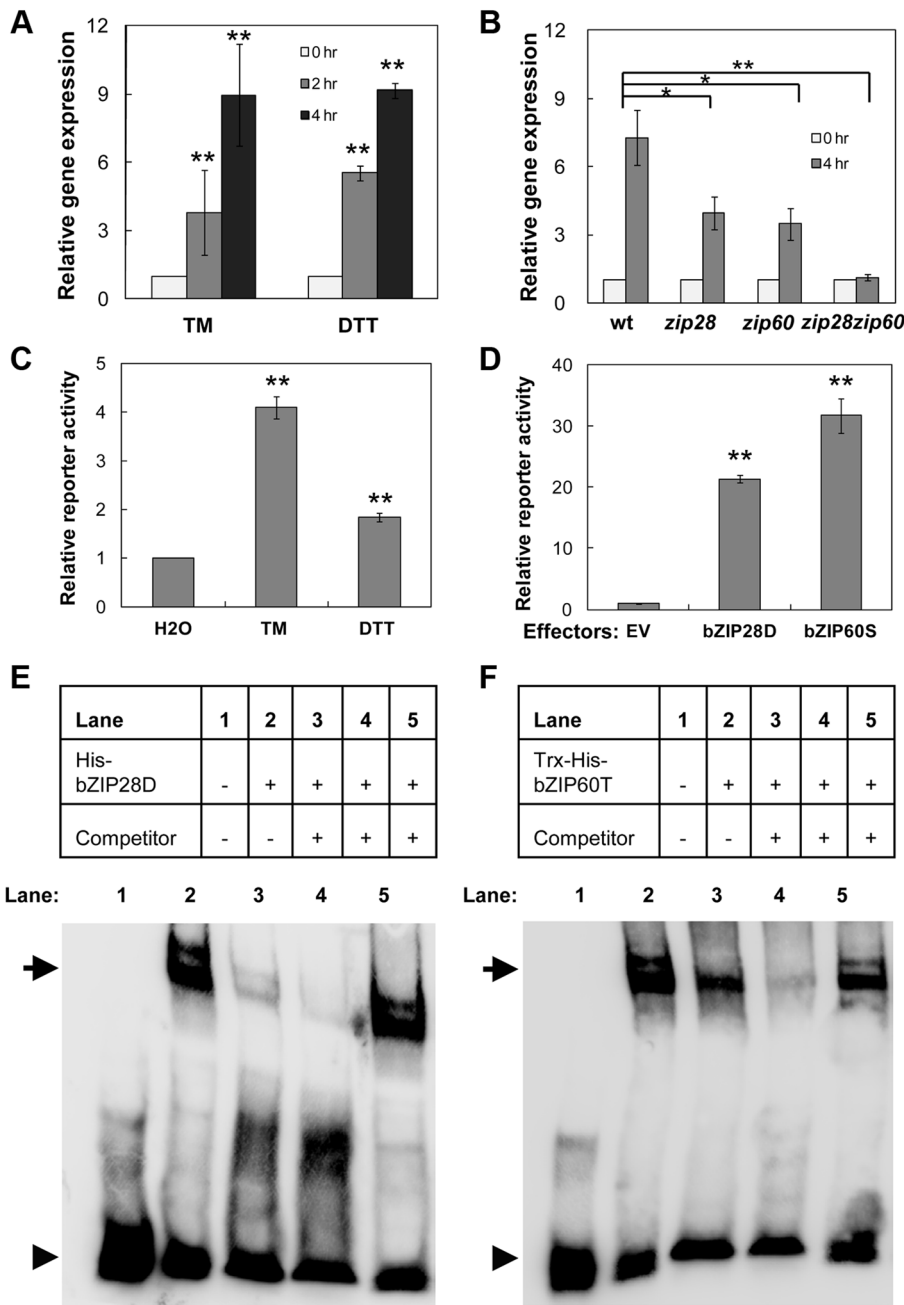 A
Relative gene expression
12
9
6
3
0
**
**
**
**
0 hr
2 hr
4 hr
TM
DTT
B
Relative gene expression
12
9
6
3
0
**
*
*
0 hr
4 hr
wt
zip28
zip60
zip28zip60
C
Relative reporter activity
5
4
3
2
1
0
**
**
H2O
TM
DTT
D
Relative reporter activity
40
30
20
10
0
**
**
Effectors: EV
bZIP28D
bZIP60S
E
Lane 1 2 3 4 5
His-
bZIP28D - + + + +
Competitor - - + + +
Lane: 1 2 3 4 5
F
Lane 1 2 3 4 5
Trx-His-
bZIP60T - + + + +
Competitor - - + + +
Lane: 1 2 3 4 5